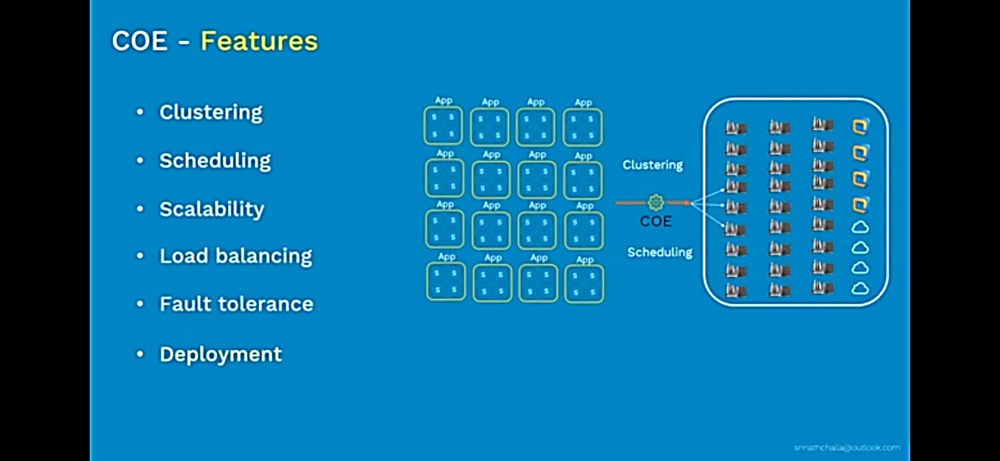 COE - Features
• Clustering
• Scheduling
• Scalability
• Load balancing
• Fault tolerance
• Deployment
App App App App
s s s s s s s s
s s s s s s s s
App App App App
s s s s s s s s
s s s s s s s s
App App App App
s s s s s s s s
s s s s s s s s
App App App App
s s s s s s s s
s s s s s s s s
Clustering
COE
Scheduling
srinathchalla@outlook.com